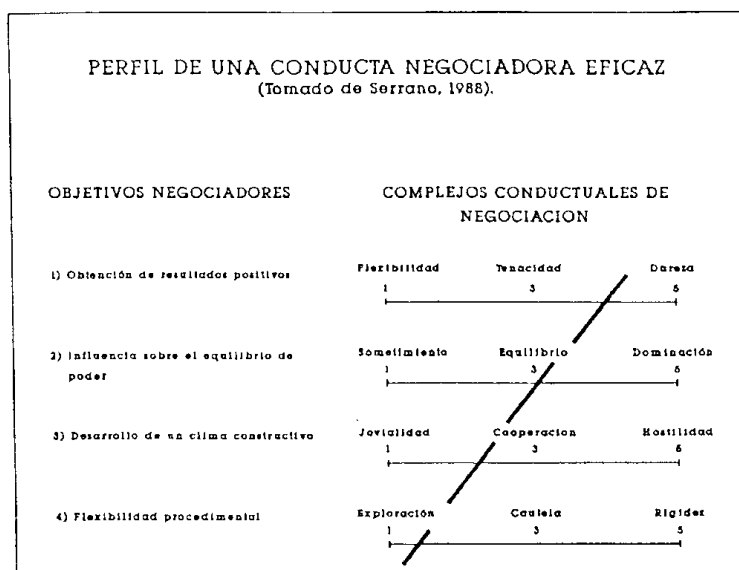 PERFIL DE UNA CONDUCTA NEGOCIADORA EFICAZ
(Tomado de Serrano, 1988).
OBJETIVOS NEGOCIADORES
COMPLEJOS CONDUCTUALES DE
NEGOCIACION
1) Obtención de resultados positivos
Flexibilidad Tenacidad Dureza
1 3 5
2) Influencia sobre el equilibrio de
poder
Sometimiento Equilibrio Dominación
1 3 5
3) Desarrollo de un clima constructivo
Jovialidad Cooperacion Hostilidad
1 3 5
4) Flexibilidad procedimental
Exploración Cautela Rigidez
1 3 5